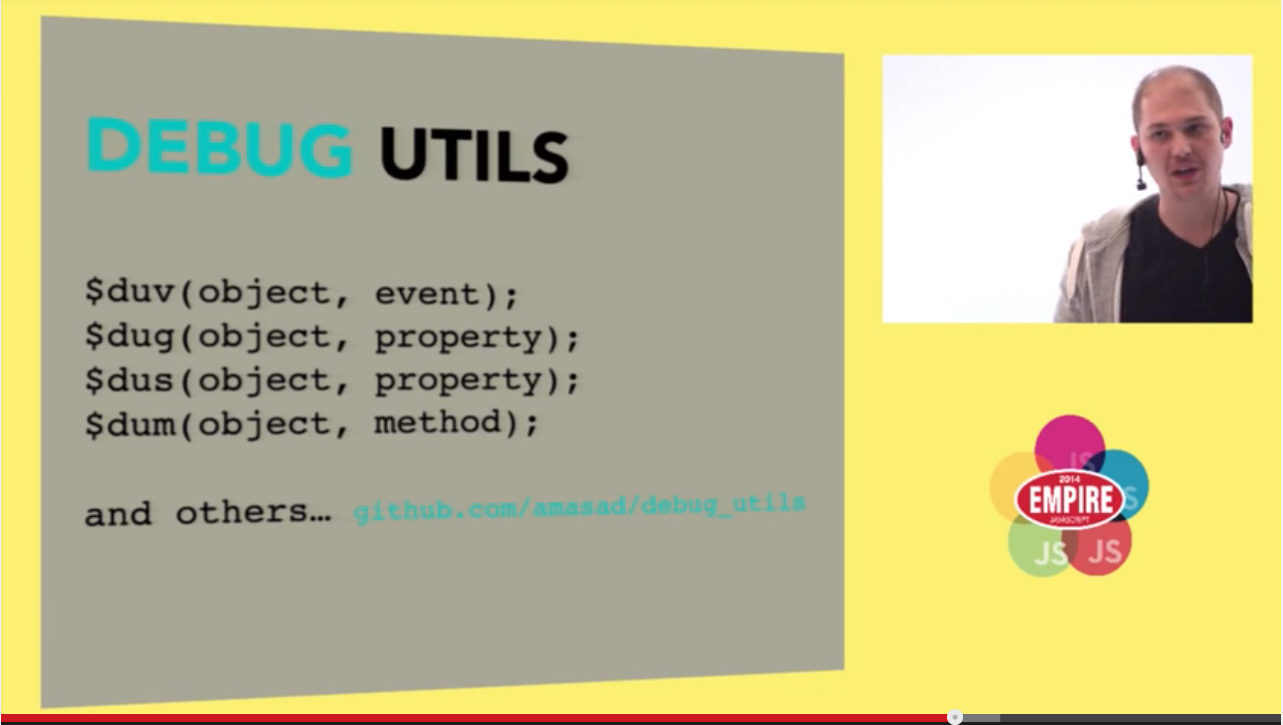 DEBUG UTILS
$duv(object, event);
$dug(object, property);
$dus(object, property);
$dum(object, method);
and others… github.com/amasad/debug_utils
JS
2014
EMPIRE
JAVASCRIPT
JS
JS JS